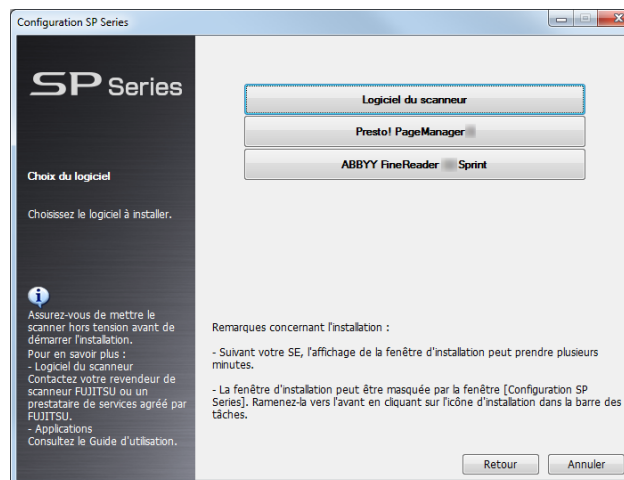 Configuration SP Series
SP Series
Choix du logiciel
Choisissez le logiciel à installer.
Assurez-vous de mettre le
scanner hors tension avant de
démarrer l'installation.
Pour en savoir plus :
- Logiciel du scanneur
Contactez votre revendeur de
scanneur FUJITSU ou un
prestataire de services agréé par
FUJITSU.
- Applications
Consultez le Guide d'utilisation.
Logiciel du scanneur
Presto! PageManager
ABBYY FineReader Sprint
Remarques concernant l'installation :
- Suivant votre SE, l'affichage de la fenêtre d'installation peut prendre plusieurs
minutes.
- La fenêtre d'installation peut être masquée par la fenêtre [Configuration SP
Series]. Ramenez-la vers l'avant en cliquant sur l'icône d'installation dans la barre des
tâches.
Retour
Annuler